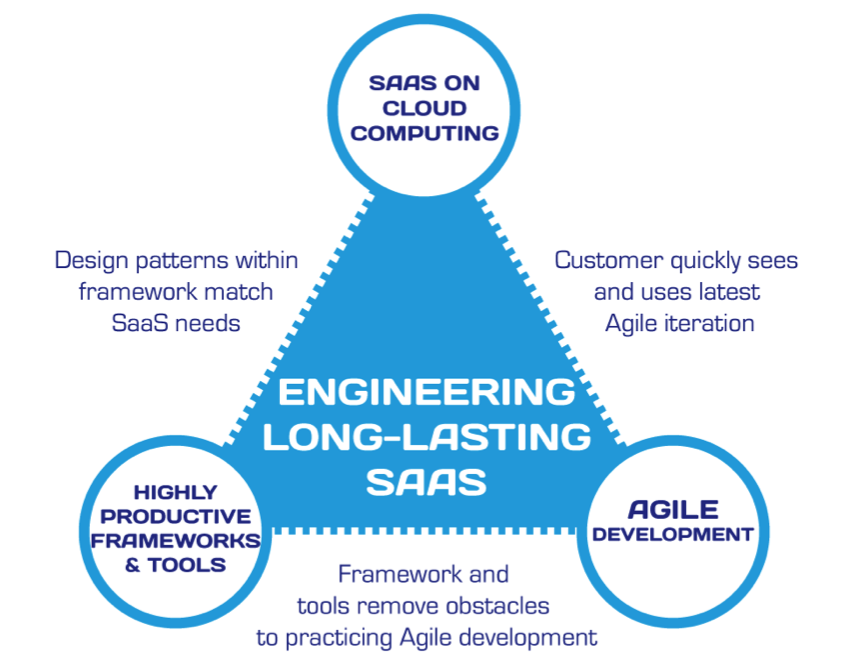 SAAS ON
CLOUD
COMPUTING
Design patterns within
framework match
SaaS needs
Customer quickly sees
and uses latest
Agile iteration
ENGINEERING
LONG-LASTING
SAAS
HIGHLY
PRODUCTIVE
FRAMEWORKS
& TOOLS
AGILE
DEVELOPMENT
Framework and
tools remove obstacles
to practicing Agile development